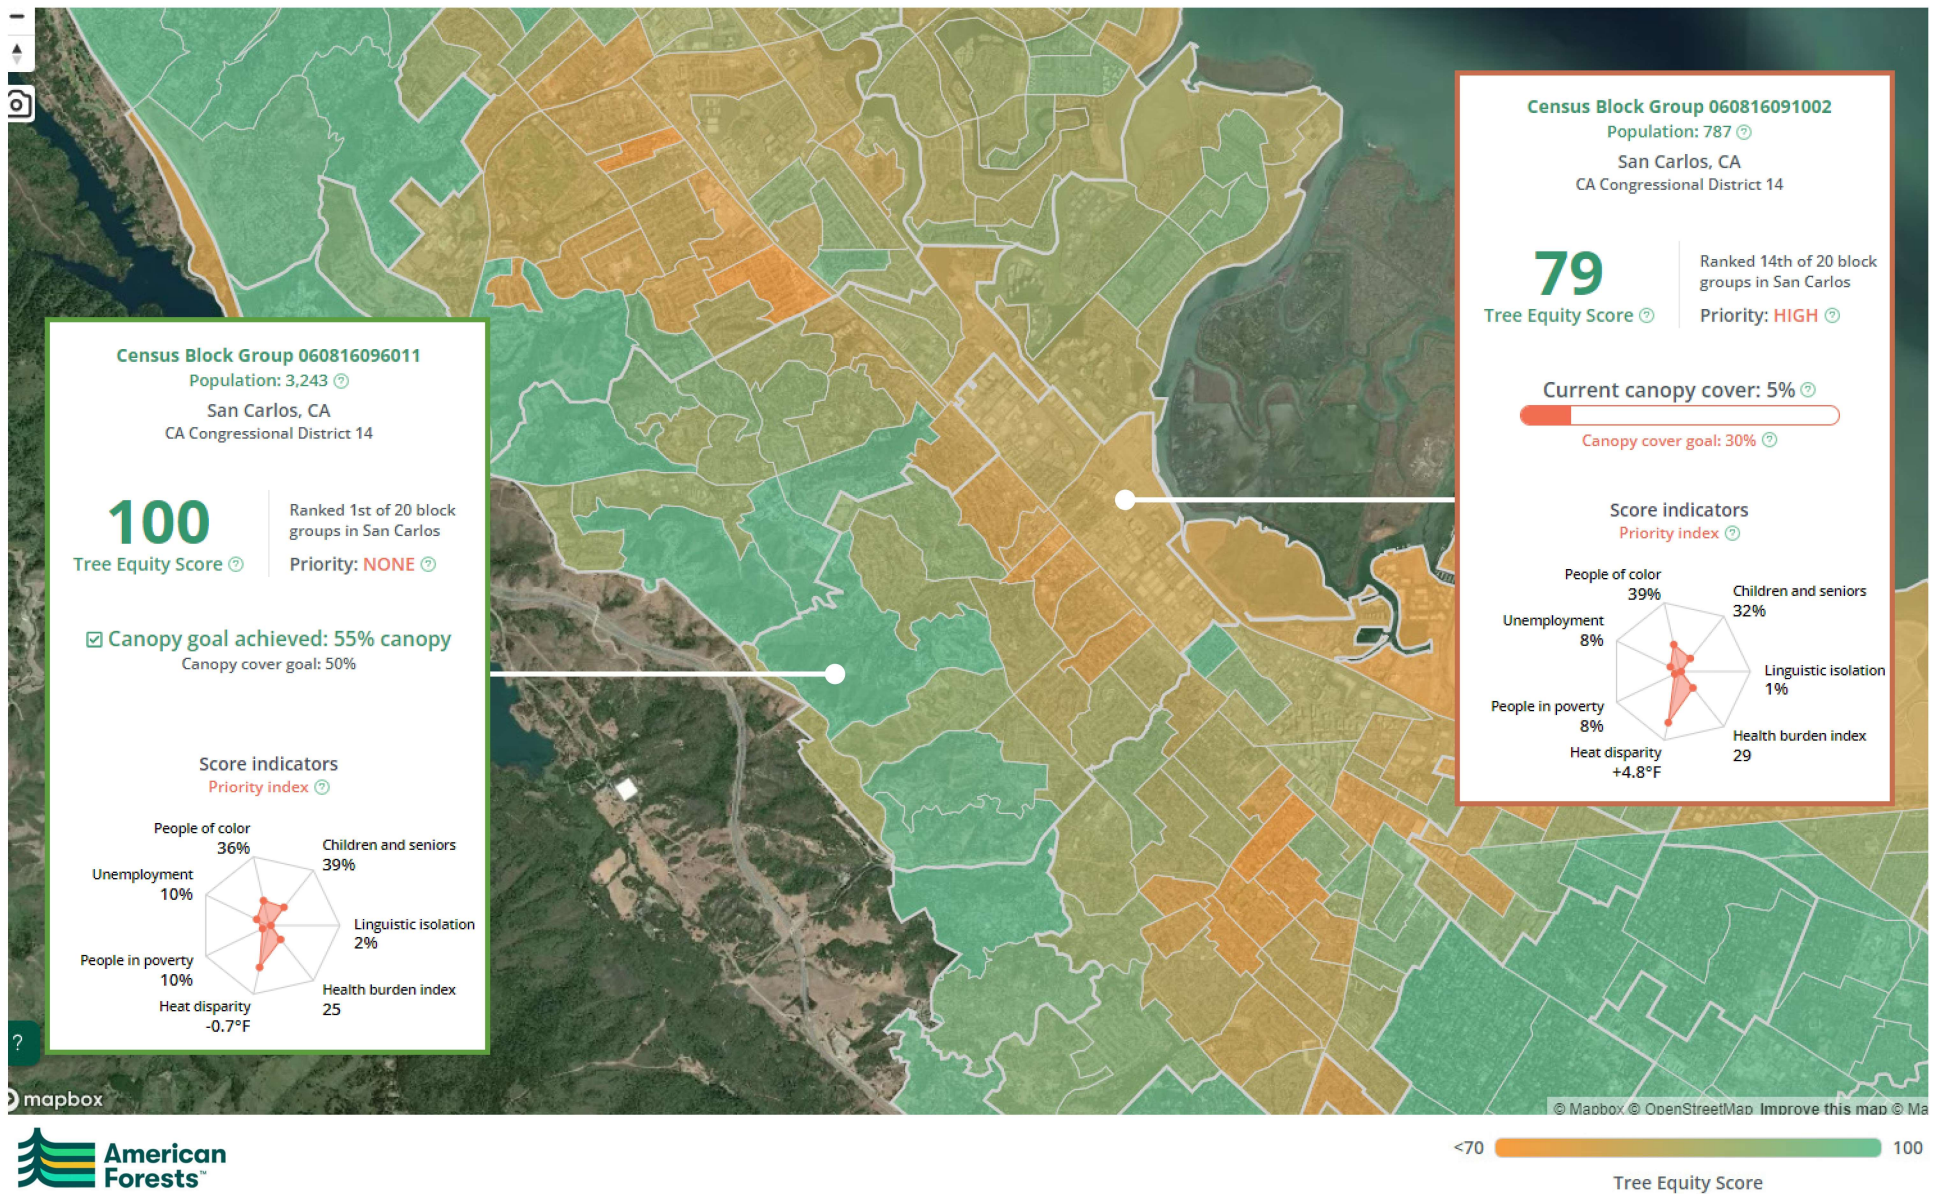 Census Block Group 060816096011
Population: 3,243 ?
San Carlos, CA
CA Congressional District 14
100
Tree Equity Score ?
Ranked 1st of 20 block
groups in San Carlos
Priority: NONE ?
Canopy goal achieved: 55% canopy
Canopy cover goal: 50%
Score indicators
Priority index ?
People of color
36%
Children and seniors
39%
Unemployment
10%
Linguistic isolation
2%
People in poverty
10%
Health burden index
25
Heat disparity
-0.7°F
Census Block Group 060816091002
Population: 787 ?
San Carlos, CA
CA Congressional District 14
79
Tree Equity Score ?
Ranked 14th of 20 block
groups in San Carlos
Priority: HIGH ?
Current canopy cover: 5% ?
Canopy cover goal: 30% ?
Score indicators
Priority index ?
People of color
39%
Children and seniors
32%
Unemployment
8%
Linguistic isolation
1%
People in poverty
8%
Health burden index
29
Heat disparity
+4.8°F
?
mapbox
© Mapbox © OpenStreetMap Improve this map © Ma
American
Forests™
<70
100
Tree Equity Score